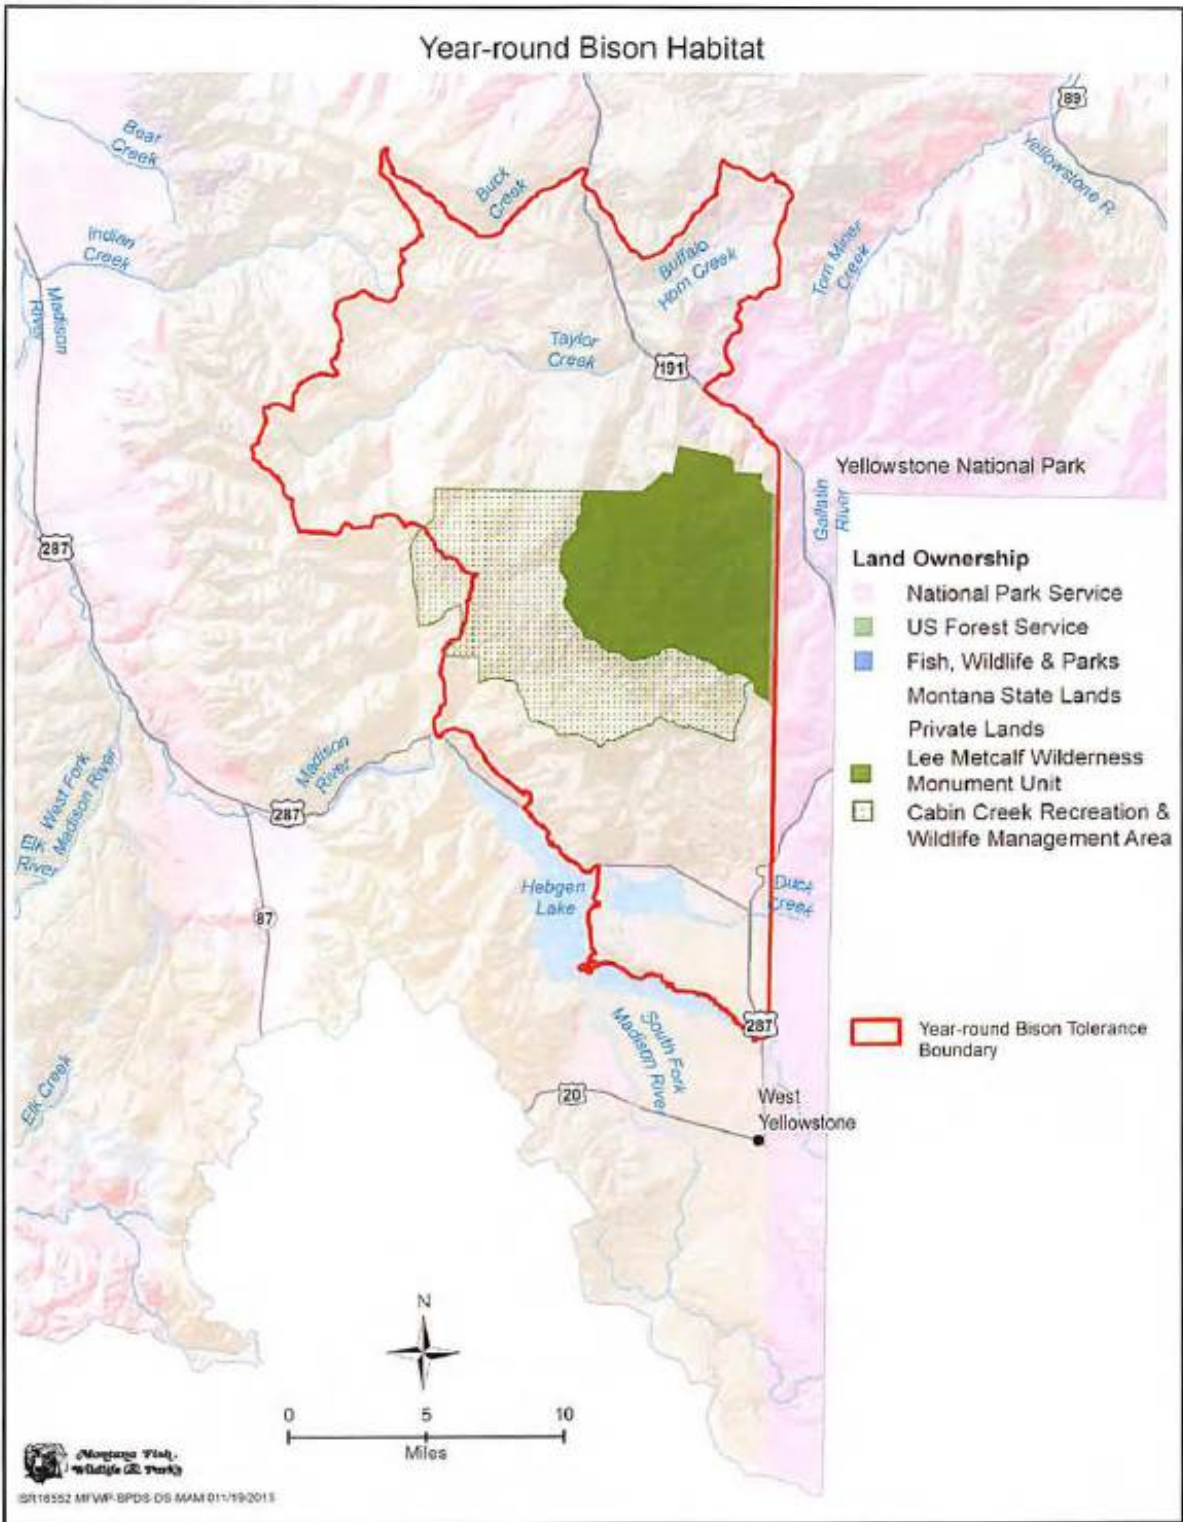 Year-round Bison Habitat
89
Bear
Creek
Buck
Creek
Yellowstone R.
Indian
Creek
Buffalo
Horn Creek
Tom Miner
Creek
Madison
River
Taylor
Creek
191
Yellowstone National Park
Gallatin
River
287
Land Ownership
National Park Service
US Forest Service
Fish, Wildlife & Parks
Montana State Lands
Private Lands
Lee Metcalf Wilderness
Monument Unit
Cabin Creek Recreation &
Wildlife Management Area
Madison
River
West Fork
Madison River
287
Elk
River
Hebgen
Lake
Duck
Creek
87
287
South Fork
Madison River
Year-round Bison Tolerance
Boundary
Elk Creek
20
West
Yellowstone
N
0 5 10
Miles
Montana Fish,
Wildlife & Parks